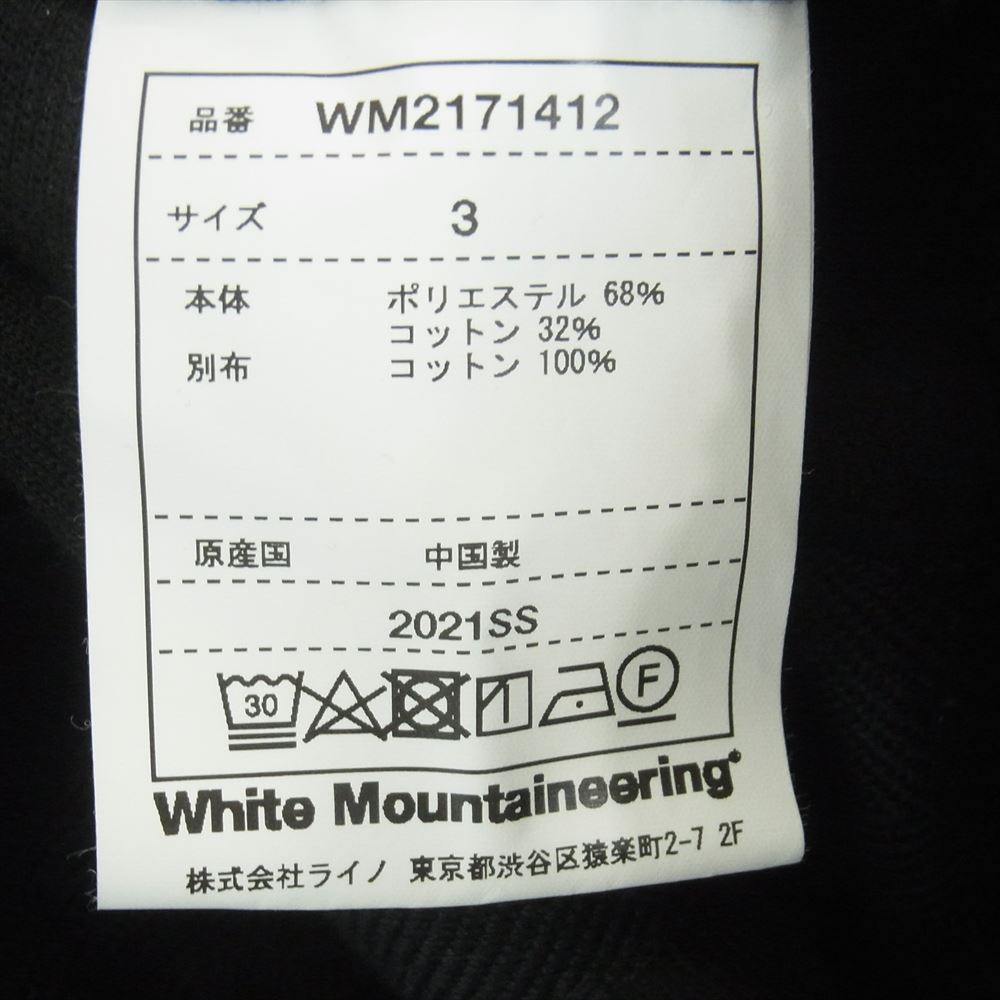 品番 WM2171412
サイズ 3
本体 ポリエステル 68%
コットン 32%
別布 コットン 100%
原産国 中国製
2021SS
30 F
White Mountaineering®
株式会社ライノ 東京都渋谷区猿楽町2-7 2F